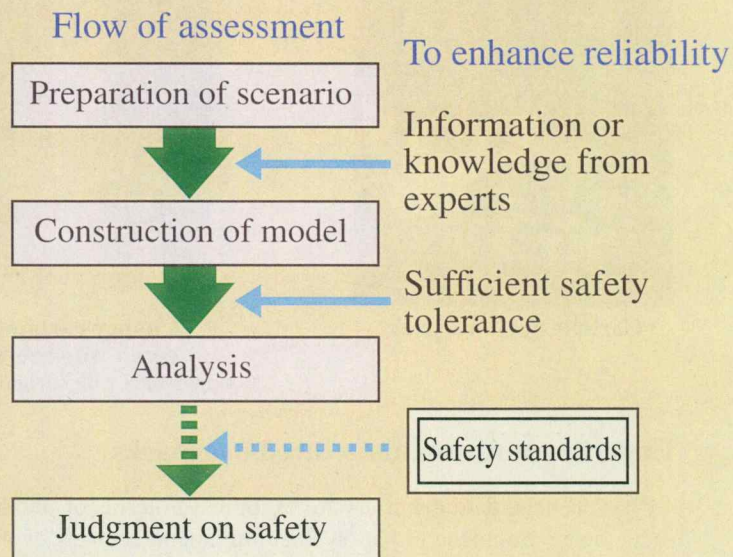 Flow of assessment
To enhance reliability
Preparation of scenario
Information or
knowledge from
experts
Construction of model
Sufficient safety
tolerance
Analysis
Safety standards
Judgment on safety